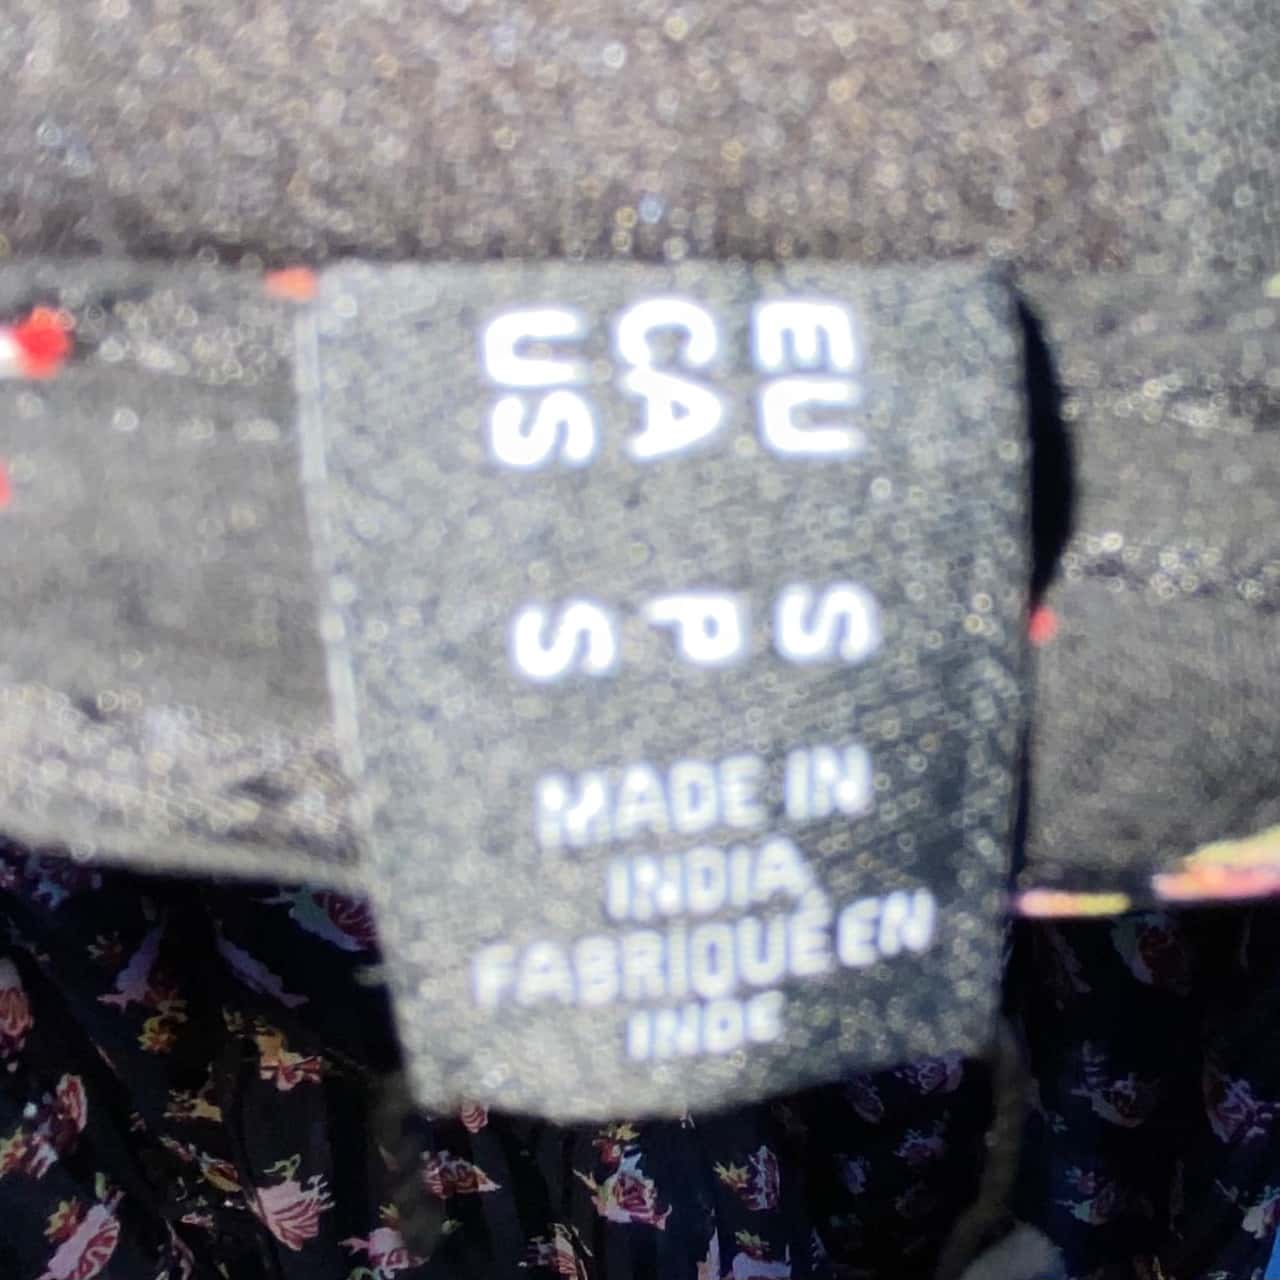 EU S
CA P
US S
MADE IN
INDIA
FABRIQUÉ EN
INDE